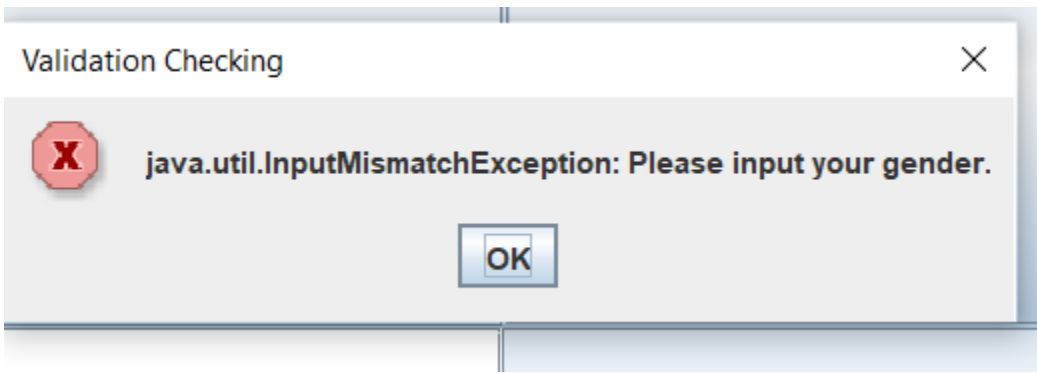 Validation Checking
java.util.InputMismatchException: Please input your gender.
OK